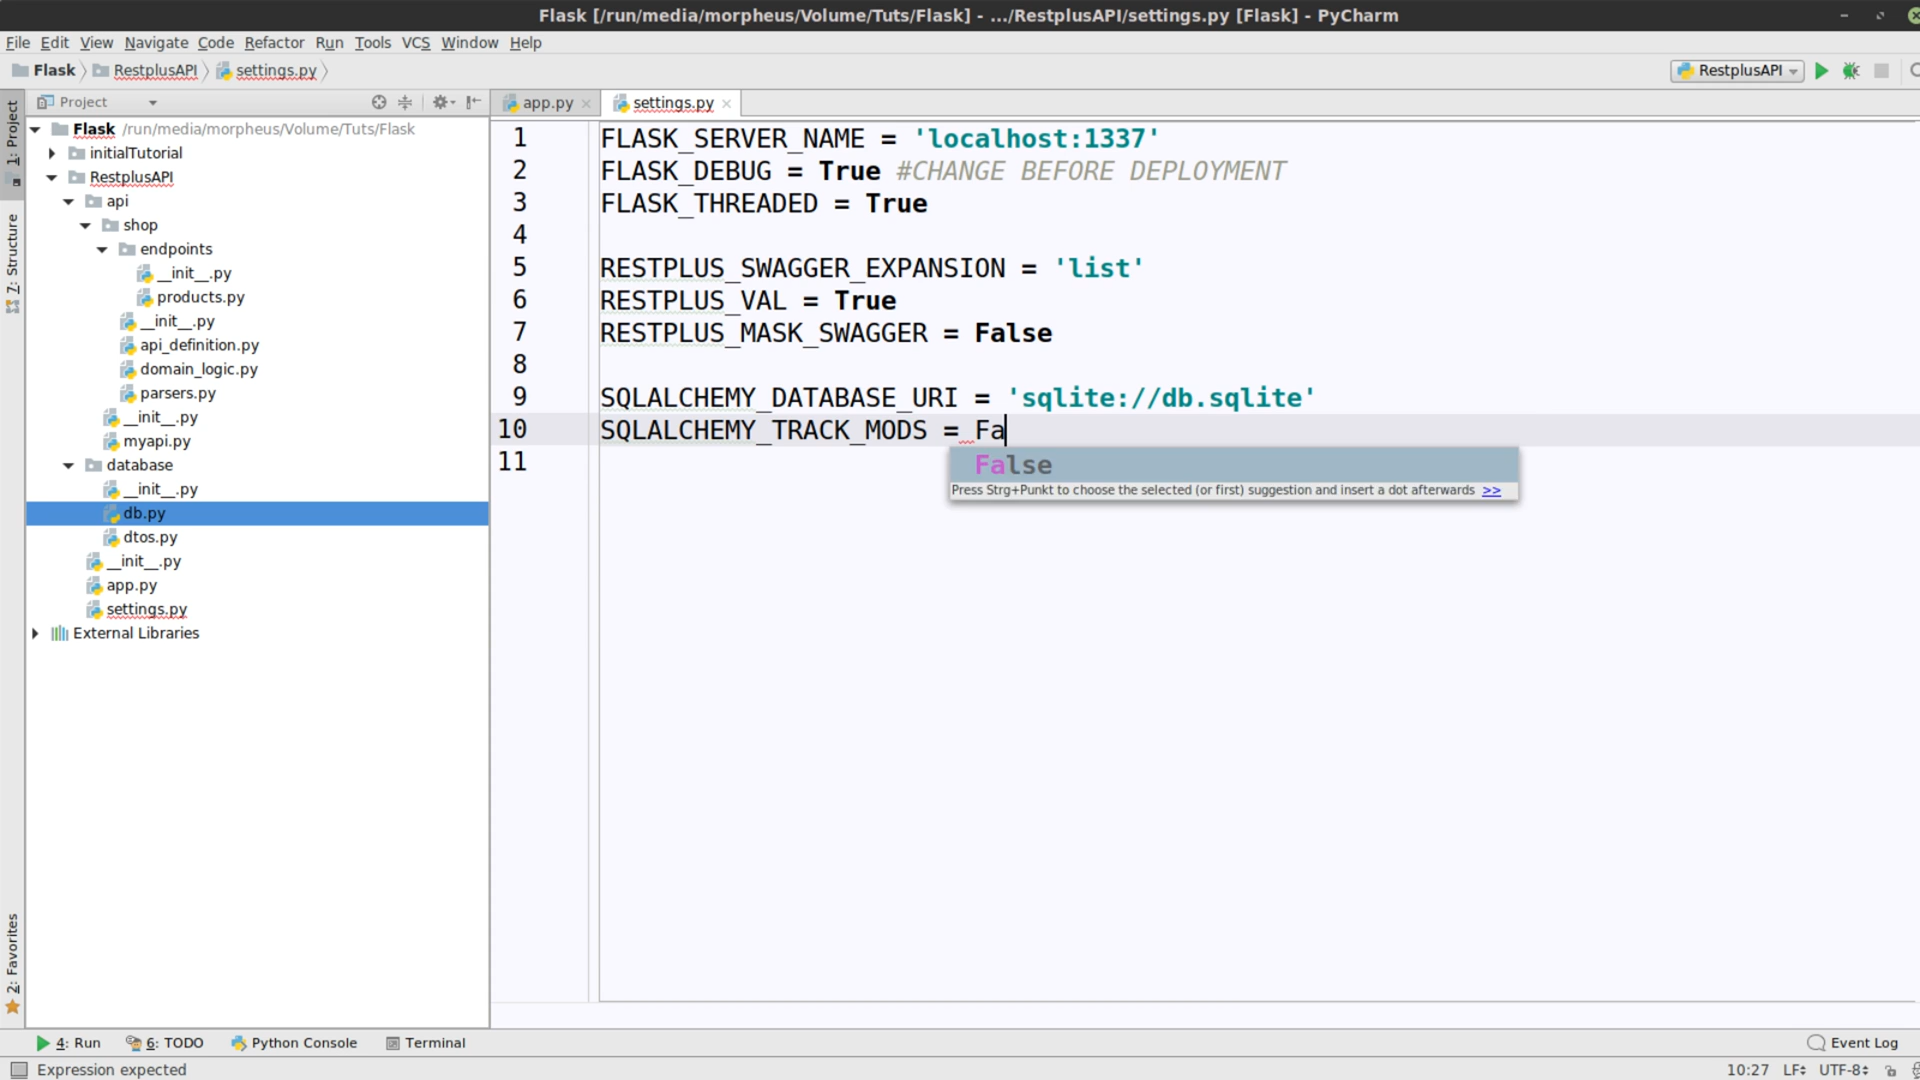 Flask [/run/media/morpheus/Volume/Tuts/Flask] - .../RestplusAPI/settings.py [Flask] - PyCharm
File Edit View Navigate Code Refactor Run Tools VCS Window Help
Flask RestplusAPI settings.py RestplusAPI
1: Project
7: Structure
2: Favorites
Project
Flask /run/media/morpheus/Volume/Tuts/Flask
initialTutorial
RestplusAPI
api
shop
endpoints
__init__.py
products.py
__init__.py
api_definition.py
domain_logic.py
parsers.py
__init__.py
myapi.py
database
__init__.py
db.py
dtos.py
__init__.py
app.py
settings.py
External Libraries
app.py settings.py
1 FLASK_SERVER_NAME = 'localhost:1337'
2 FLASK_DEBUG = True #CHANGE BEFORE DEPLOYMENT
3 FLASK_THREADED = True
4
5 RESTPLUS_SWAGGER_EXPANSION = 'list'
6 RESTPLUS_VAL = True
7 RESTPLUS_MASK_SWAGGER = False
8
9 SQLALCHEMY_DATABASE_URI = 'sqlite://db.sqlite'
10 SQLALCHEMY_TRACK_MODS = Fa
11
False
Press Strg+Punkt to choose the selected (or first) suggestion and insert a dot afterwards >>
4: Run 6: TODO Python Console Terminal Event Log
Expression expected 10:27 LF UTF-8